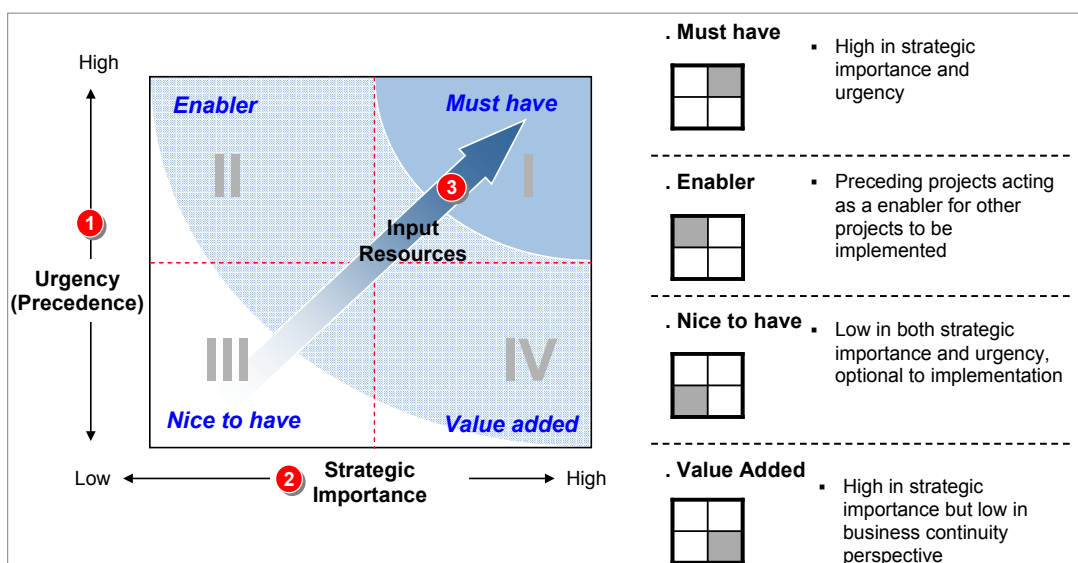 High
Enabler
Must have
II
I
3
1
Input
Resources
Urgency
(Precedence)
III
IV
Nice to have
Value added
Low
2
Strategic
Importance
High
. Must have
▪ High in strategic
importance and
urgency
. Enabler
▪ Preceding projects acting
as a enabler for other
projects to be
implemented
. Nice to have
▪ Low in both strategic
importance and urgency,
optional to implementation
. Value Added
▪ High in strategic
importance but low in
business continuity
perspective